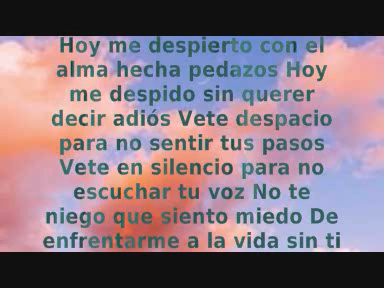 Hoy me despierto con el
alma hecha pedazos Hoy
me despido sin querer
decir adiós Vete despacio
para no sentir tus pasos
Vete en silencio para no
escuchar tu voz No te
niego que siento miedo De
enfrentarme a la vida sin ti